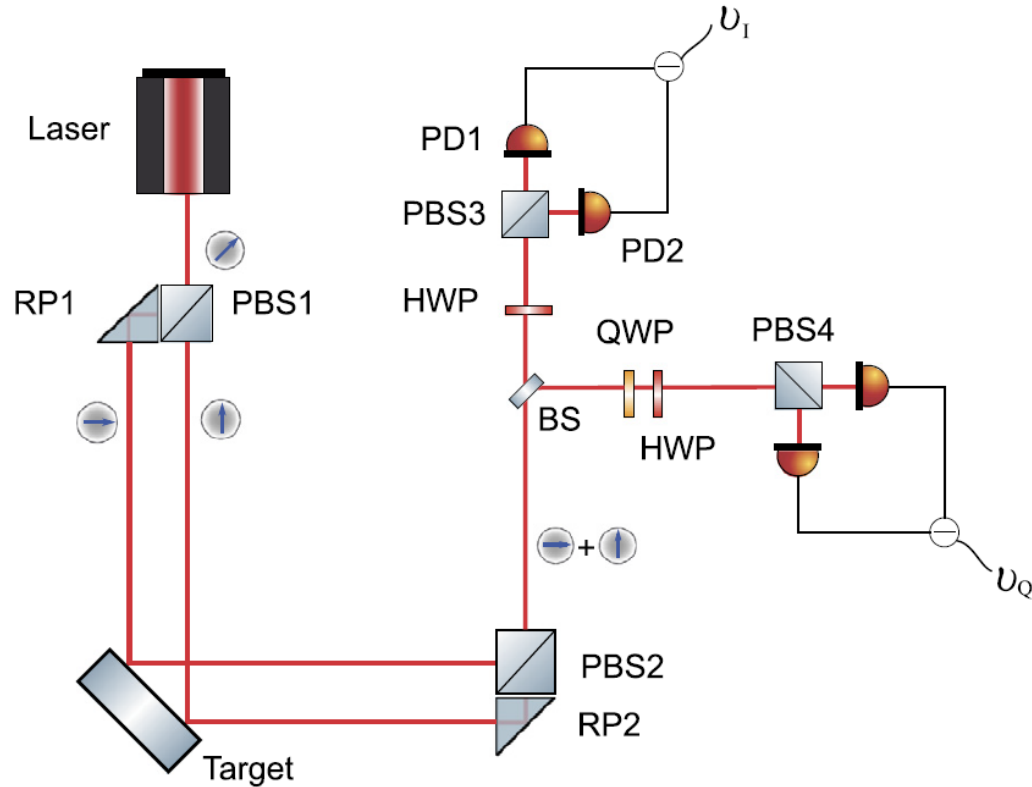 υI
Laser
PD1
PBS3
PD2
RP1
PBS1
HWP
QWP
PBS4
BS
HWP
+
υQ
PBS2
RP2
Target